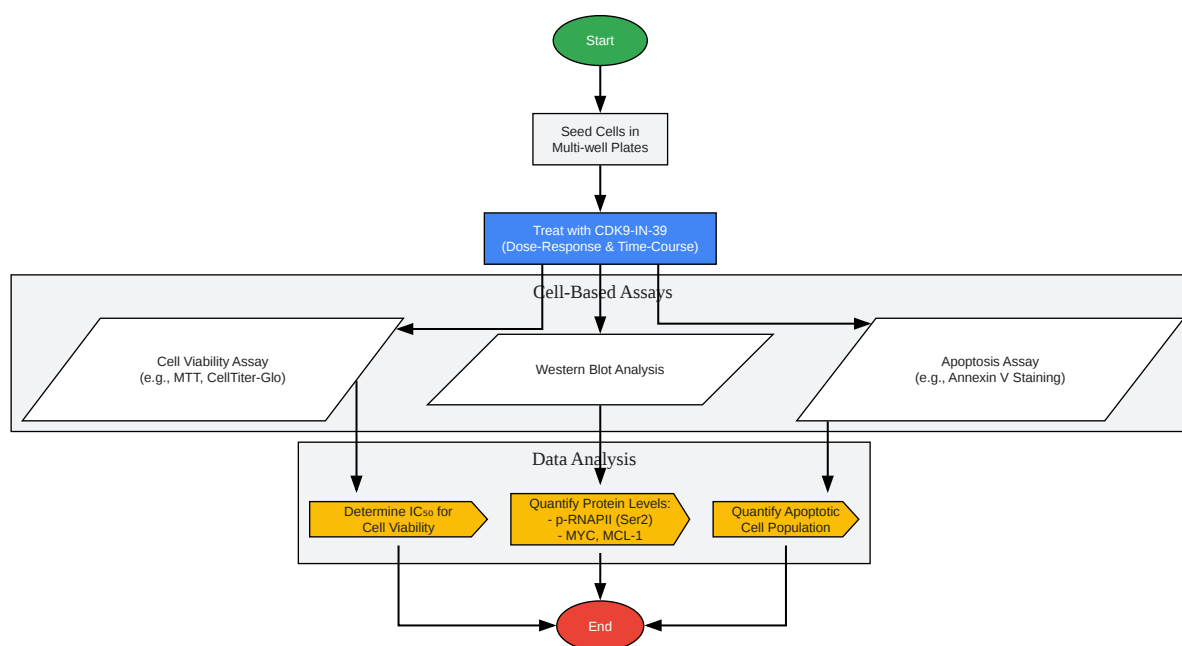 Start
Seed Cells in
Multi-well Plates
Treat with CDK9-IN-39
(Dose-Response & Time-Course)
Cell-Based Assays
Cell Viability Assay
(e.g., MTT, CellTiter-Glo)
Western Blot Analysis
Apoptosis Assay
(e.g., Annexin V Staining)
Data Analysis
Determine IC₅₀ for
Cell Viability
Quantify Protein Levels:
- p-RNAPII (Ser2)
- MYC, MCL-1
Quantify Apoptotic
Cell Population
End